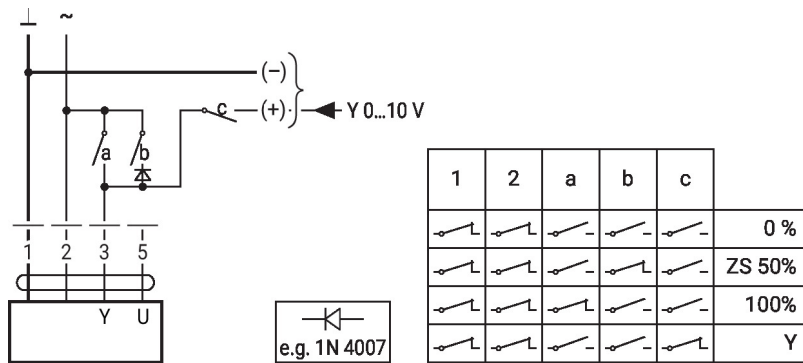 ⊥ ~
(−)
c (+) Y 0...10 V
a b
1 2 3 5
Y U
e.g. 1N 4007
1 2 a b c
0 %
ZS 50%
100%
Y